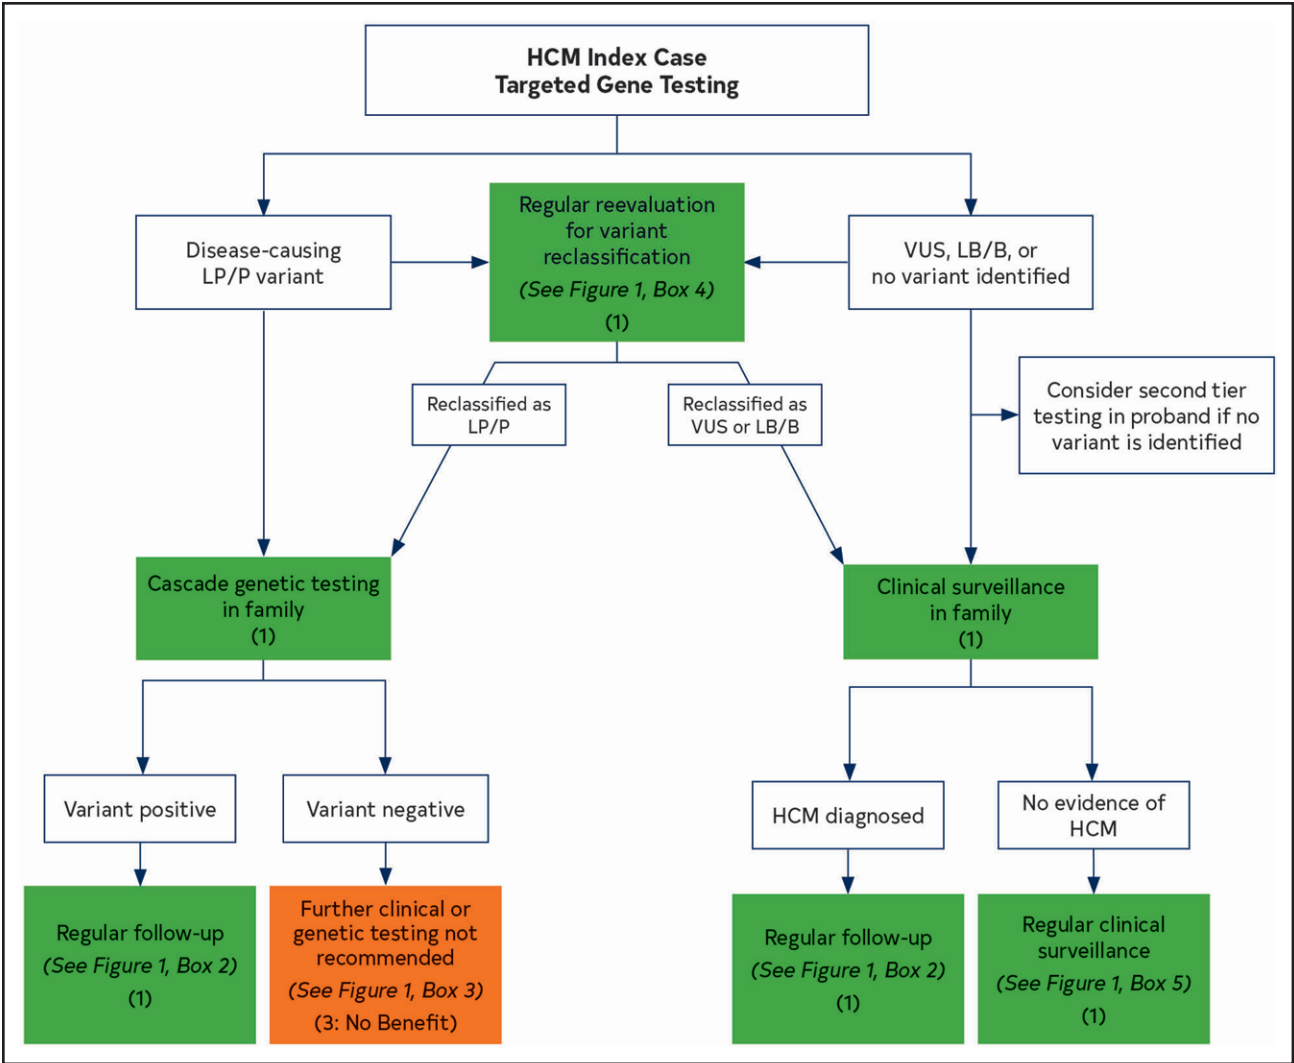 HCM Index Case
Targeted Gene Testing
Disease-causing
LP/P variant
Regular reevaluation
for variant
reclassification
(See Figure 1, Box 4)
(1)
VUS, LB/B, or
no variant identified
Consider second tier
testing in proband if no
variant is identified
Reclassified as
LP/P
Reclassified as
VUS or LB/B
Cascade genetic testing
in family
(1)
Clinical surveillance
in family
(1)
Variant positive
Variant negative
HCM diagnosed
No evidence of
HCM
Regular follow-up
(See Figure 1, Box 2)
(1)
Further clinical or
genetic testing not
recommended
(See Figure 1, Box 3)
(3: No Benefit)
Regular follow-up
(See Figure 1, Box 2)
(1)
Regular clinical
surveillance
(See Figure 1, Box 5)
(1)